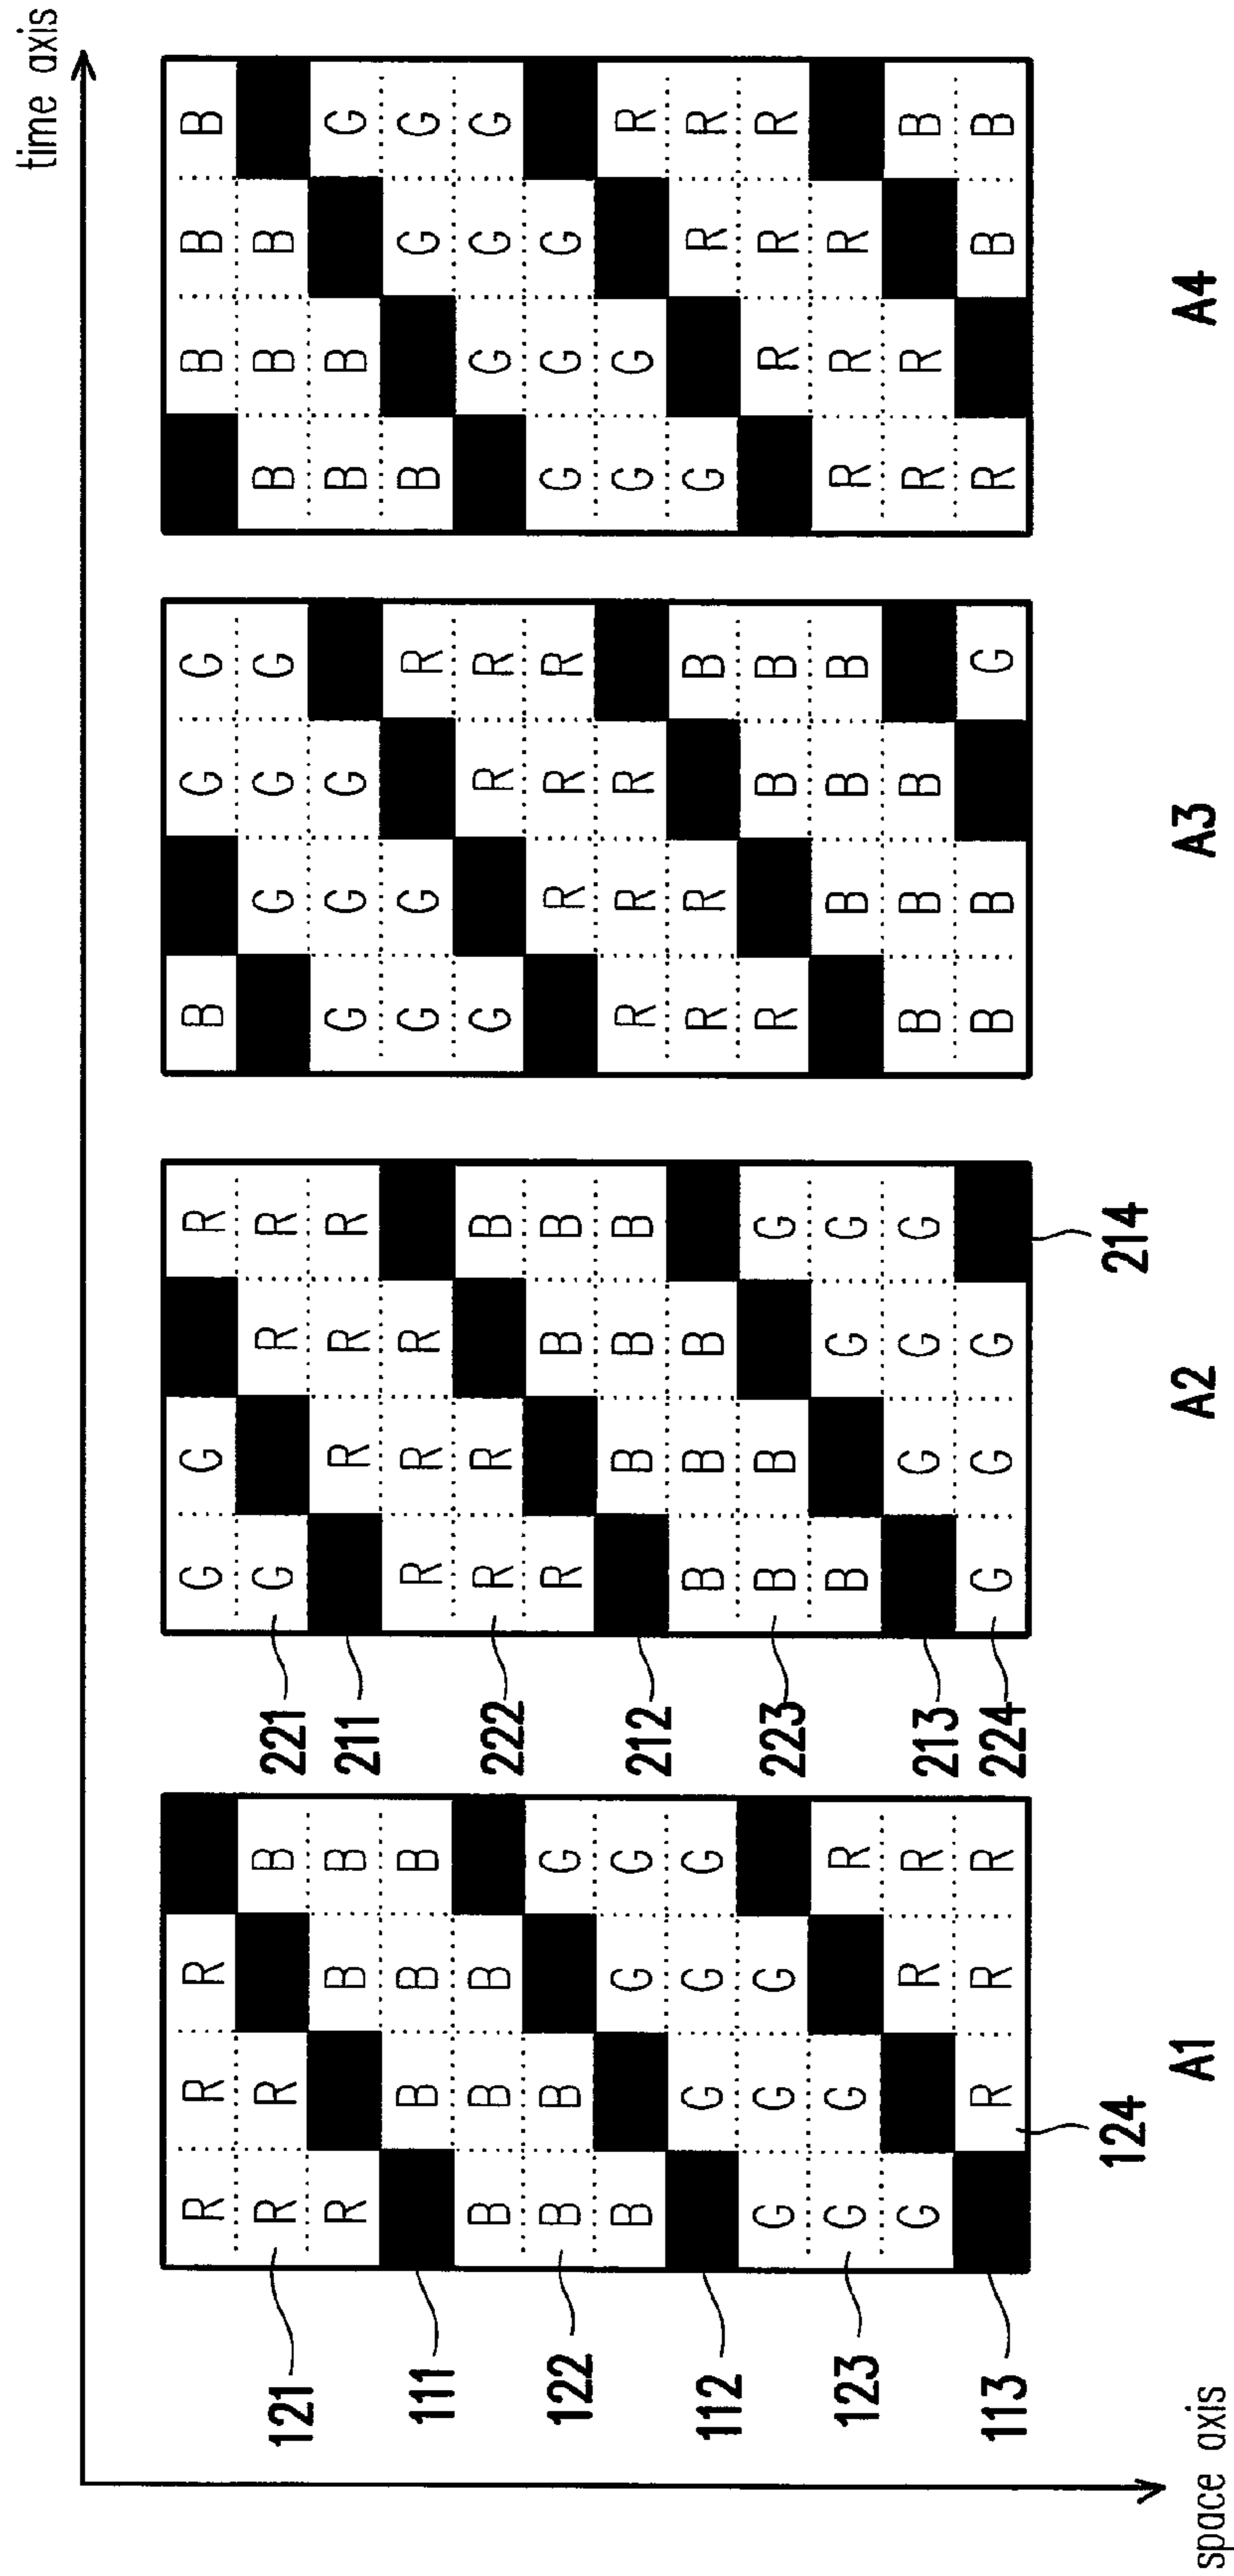 time axis
R R R G G R B G G B B B
121 R R B 221 G R R G G G B B B
R B B 211 R R R G G G B B G
111 B B B R R R G G R B G G
B B B 222 R R B G R R G G G
122 B B G R B B R R R G G G
B G G 212 B B B R R R G G R
112 G G G B B B R R B G R R
G G G 223 B B G R B B R R R
123 G G R B G G B B B R R R
G R R 213 G G G B B B R R B
113 R R R 224 G G G B B G R B B
124 214
space axis A1 A2 A3 A4